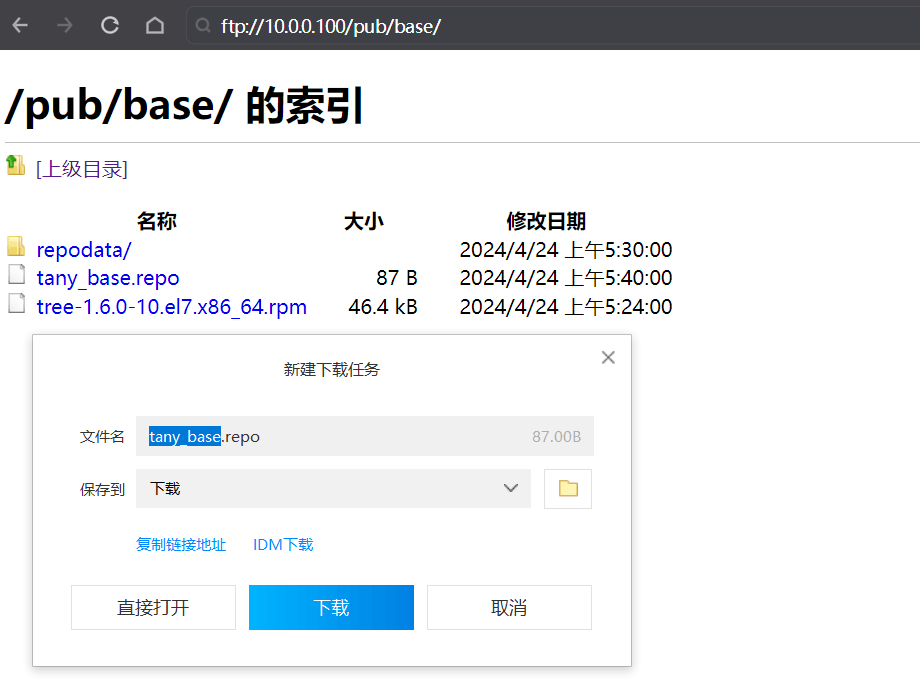 ftp://10.0.0.100/pub/base/
/pub/base/ 的索引
[上级目录]
名称 大小 修改日期
repodata/ 2024/4/24 上午5:30:00
tany_base.repo 87 B 2024/4/24 上午5:40:00
tree-1.6.0-10.el7.x86_64.rpm 46.4 kB 2024/4/24 上午5:24:00
新建下载任务
文件名 tany_base.repo 87.00B
保存到 下载
复制链接地址 IDM下载
直接打开 下载 取消